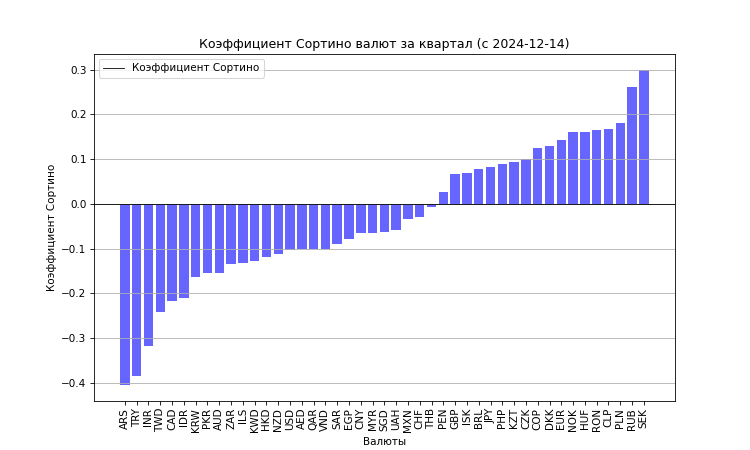 Коэффициент Сортино валют за квартал (с 2024-12-14)
Коэффициент Сортино
0.3
0.2
0.1
0.0
−0.1
−0.2
−0.3
−0.4
Коэффициент Сортино
ARS TRY INR TWD CAD IDR KRW PKR AUD ZAR ILS KWD HKD NZD USD AED QAR VND SAR EGP CNY MYR SGD UAH MXN CHF THB PEN GBP ISK BRL JPY PHP KZT CZK COP DKK EUR NOK HUF RON CLP PLN RUB SEK
Валюты